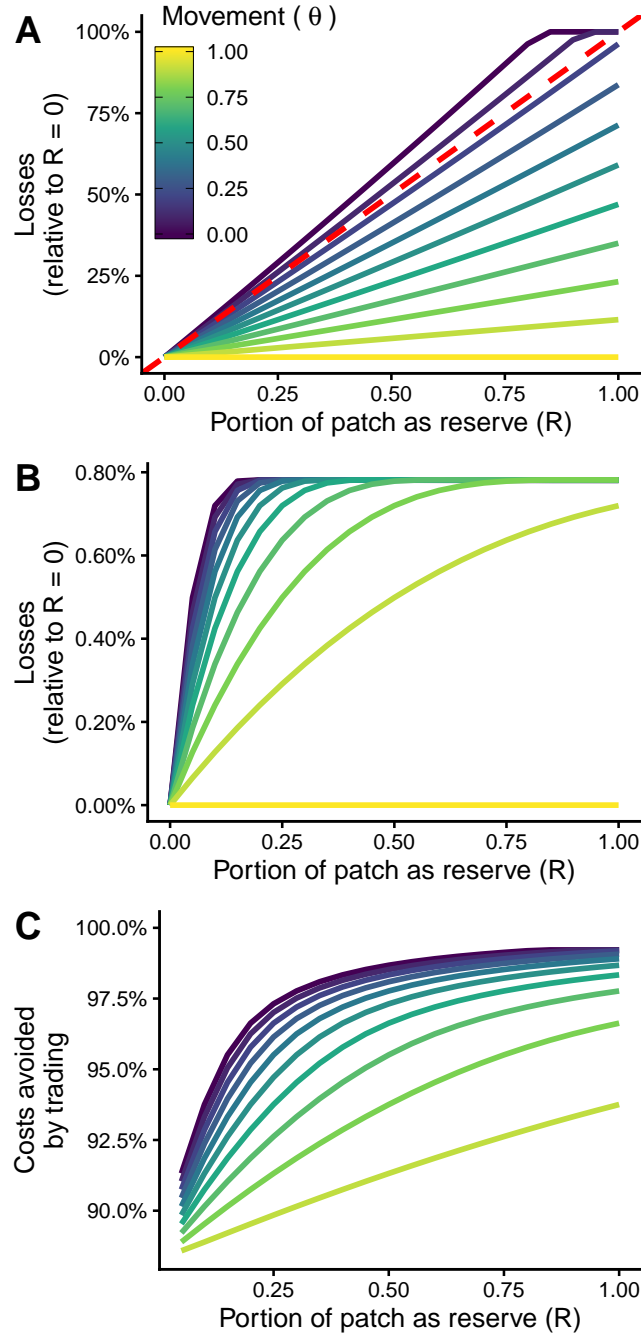 A
Movement ( θ )
1.00
0.75
0.50
0.25
0.00
Losses
(relative to R = 0)
100%
75%
50%
25%
0%
0.00 0.25 0.50 0.75 1.00
Portion of patch as reserve (R)
B
Losses
(relative to R = 0)
0.80%
0.60%
0.40%
0.20%
0.00%
0.00 0.25 0.50 0.75 1.00
Portion of patch as reserve (R)
C
Costs avoided
by trading
100.0%
97.5%
95.0%
92.5%
90.0%
0.25 0.50 0.75 1.00
Portion of patch as reserve (R)